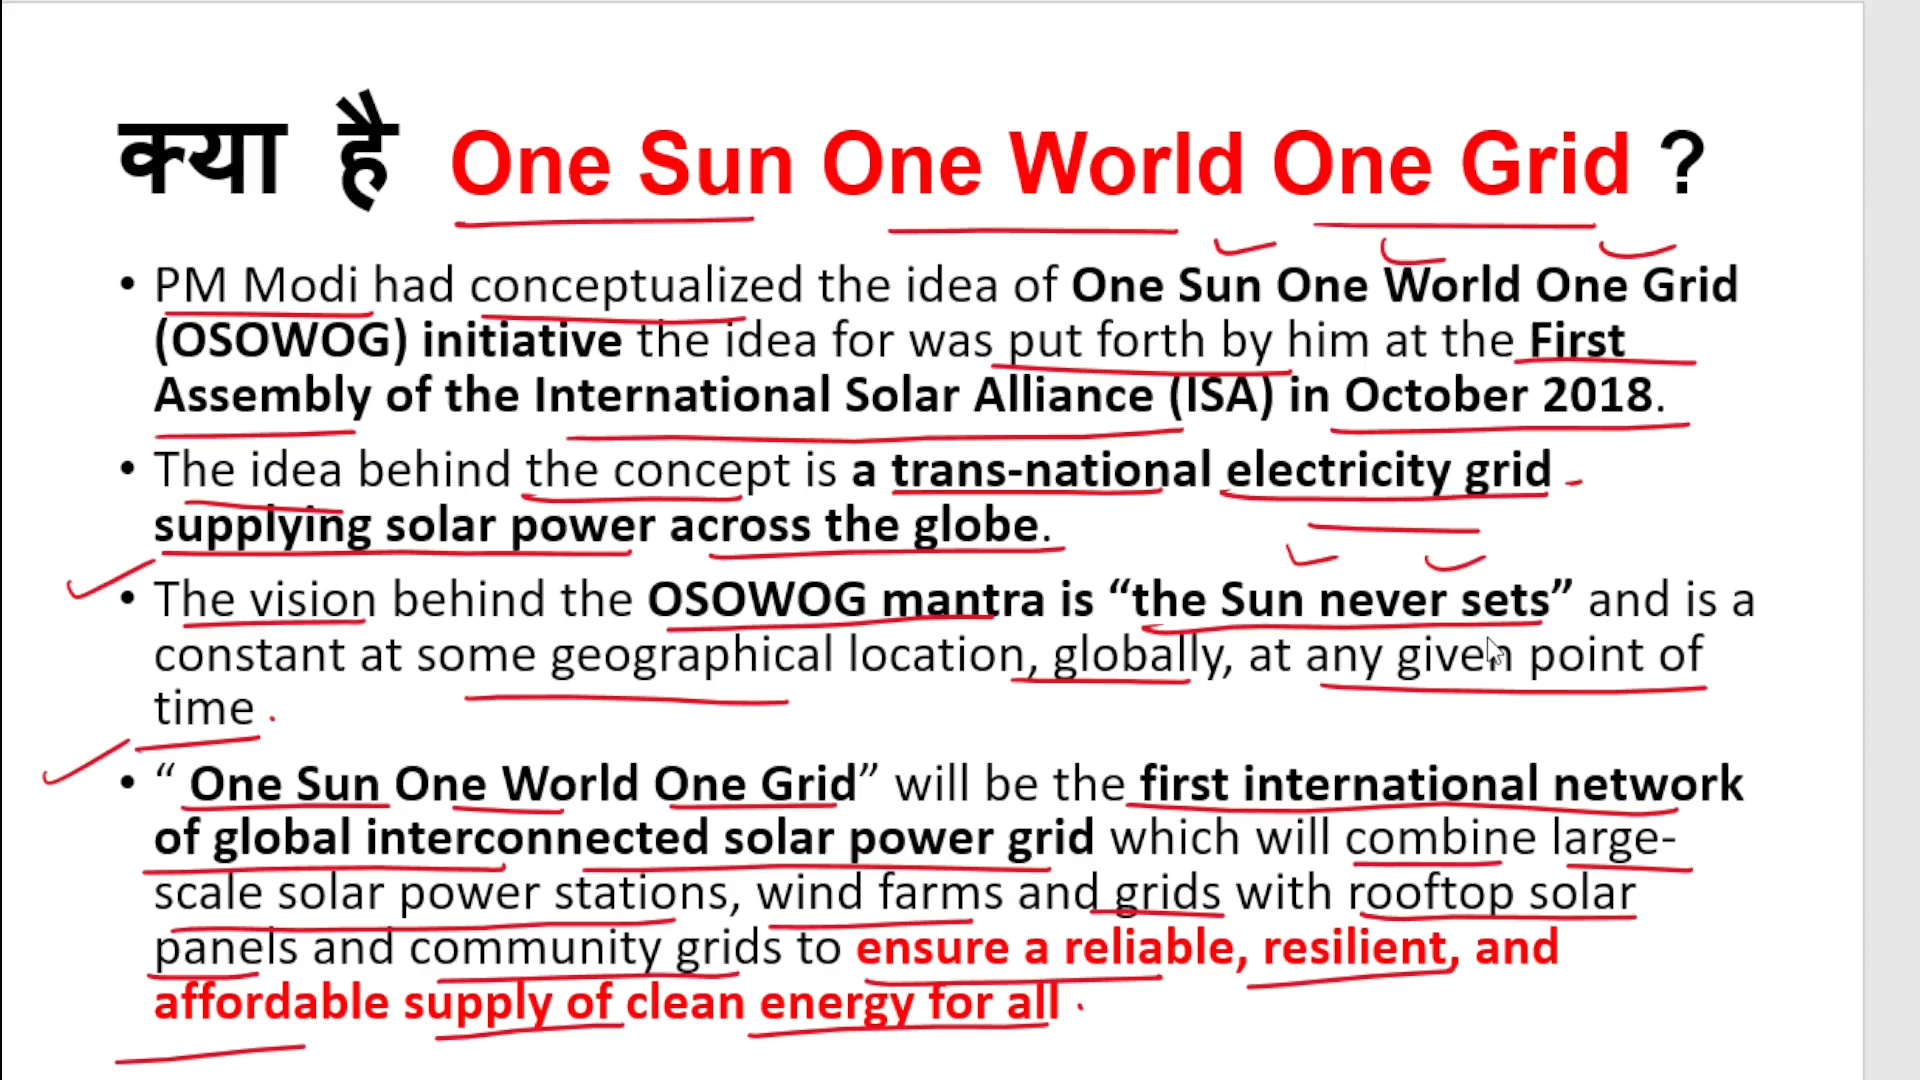 क्या है One Sun One World One Grid ?
• PM Modi had conceptualized the idea of One Sun One World One Grid
(OSOWOG) initiative the idea for was put forth by him at the First
Assembly of the International Solar Alliance (ISA) in October 2018.
• The idea behind the concept is a trans-national electricity grid
supplying solar power across the globe.
• The vision behind the OSOWOG mantra is “the Sun never sets” and is a
constant at some geographical location, globally, at any given point of
time
• “ One Sun One World One Grid” will be the first international network
of global interconnected solar power grid which will combine large-
scale solar power stations, wind farms and grids with rooftop solar
panels and community grids to ensure a reliable, resilient, and
affordable supply of clean energy for all